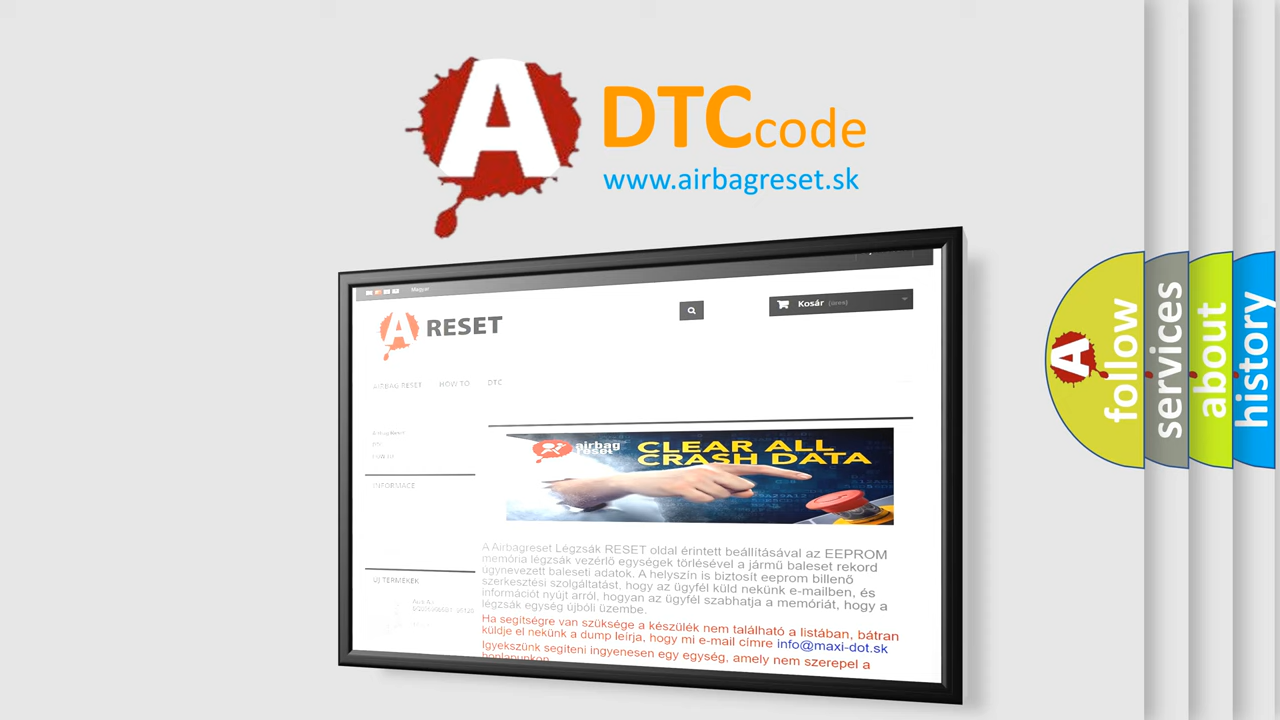 A DTCcode
www.airbagreset.sk
Magyar
A RESET
Kosár (üres)
AIRBAG RESET HOW TO DTC
INFORMACE
airbag
reset
CLEAR ALL
CRASH DATA
A Airbagreset Légzsák RESET oldal érintett beállításával az EEPROM
memória légzsák vezérlő egységek törlésével a jármű baleset rekord
úgynevezett baleseti adatok. A helyszín is biztosít eeprom billenő
szerkesztési szolgáltatást, hogy az ügyfél küld nekünk e-mailben, és
információt nyújt arról, hogyan az ügyfél szabhatja a memóriát, hogy a
légzsák egység újbóli üzembe.
Ha segítségre van szüksége a készülék nem található a listában, bátran
küldje el nekünk a dump leírja, hogy mi e-mail címre info@maxi-dot.sk
Igyekszünk segíteni ingyenesen egy egység, amely nem szerepel a
honlapunkon
ÚJ TERMÉKEK
A follow
services
about
history